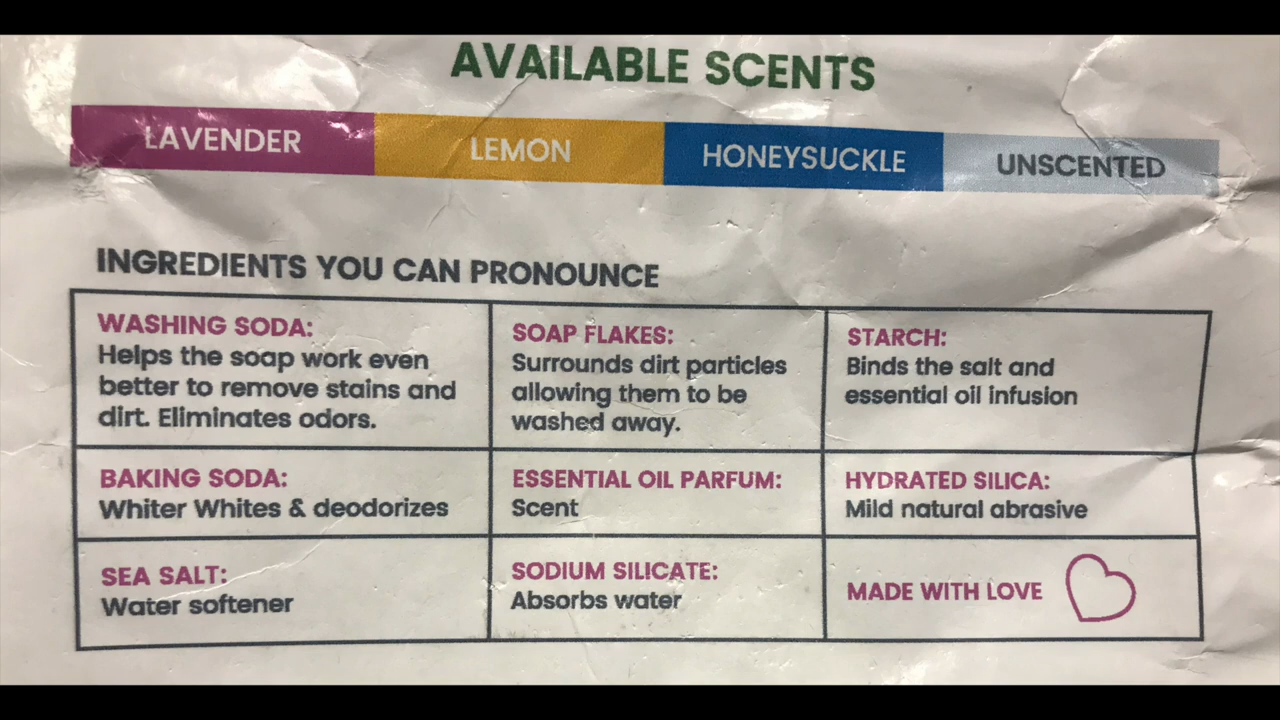 AVAILABLE SCENTS
LAVENDER
LEMON
HONEYSUCKLE
UNSCENTED
INGREDIENTS YOU CAN PRONOUNCE
WASHING SODA:
Helps the soap work even
better to remove stains and
dirt. Eliminates odors.
SOAP FLAKES:
Surrounds dirt particles
allowing them to be
washed away.
STARCH:
Binds the salt and
essential oil infusion
BAKING SODA:
Whiter Whites & deodorizes
ESSENTIAL OIL PARFUM:
Scent
HYDRATED SILICA:
Mild natural abrasive
SEA SALT:
Water softener
SODIUM SILICATE:
Absorbs water
MADE WITH LOVE